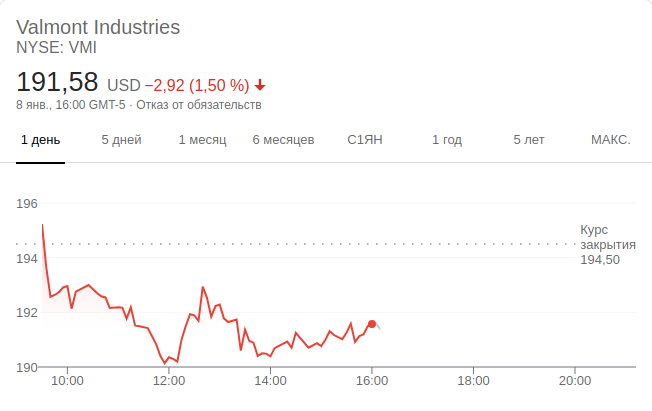 Valmont Industries
NYSE: VMI
191,58 USD −2,92 (1,50 %)
8 янв., 16:00 GMT-5 · Отказ от обязательств
1 день 5 дней 1 месяц 6 месяцев С1ЯН 1 год 5 лет МАКС.
196
Курс
закрытия
194,50
194
192
190
10:00 12:00 14:00 16:00 18:00 20:00